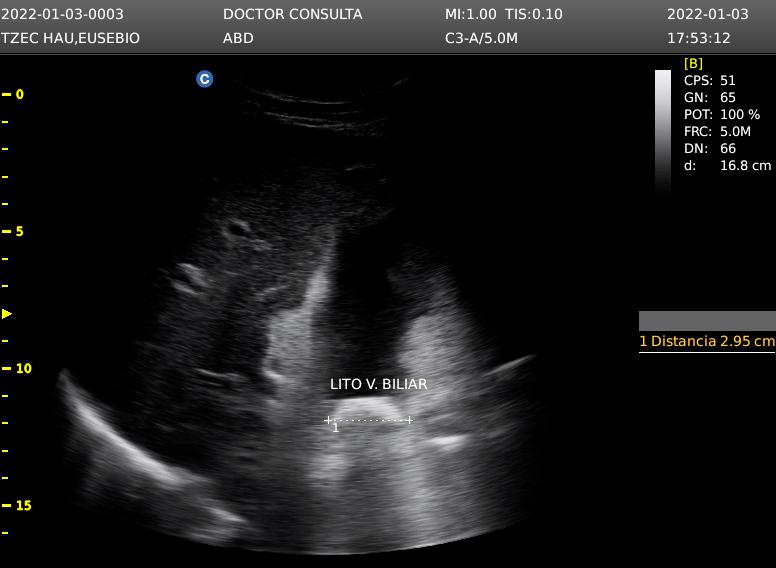 2022-01-03-0003 DOCTOR CONSULTA MI:1.00 TIS:0.10 2022-01-03
TZEC HAU,EUSEBIO ABD C3-A/5.0M 17:53:12
[B]
C
CPS: 51
0
GN: 65
POT: 100 %
FRC: 5.0M
DN: 66
d: 16.8 cm
5
1 Distancia 2.95 cm
10
LITO V. BILIAR
1
15